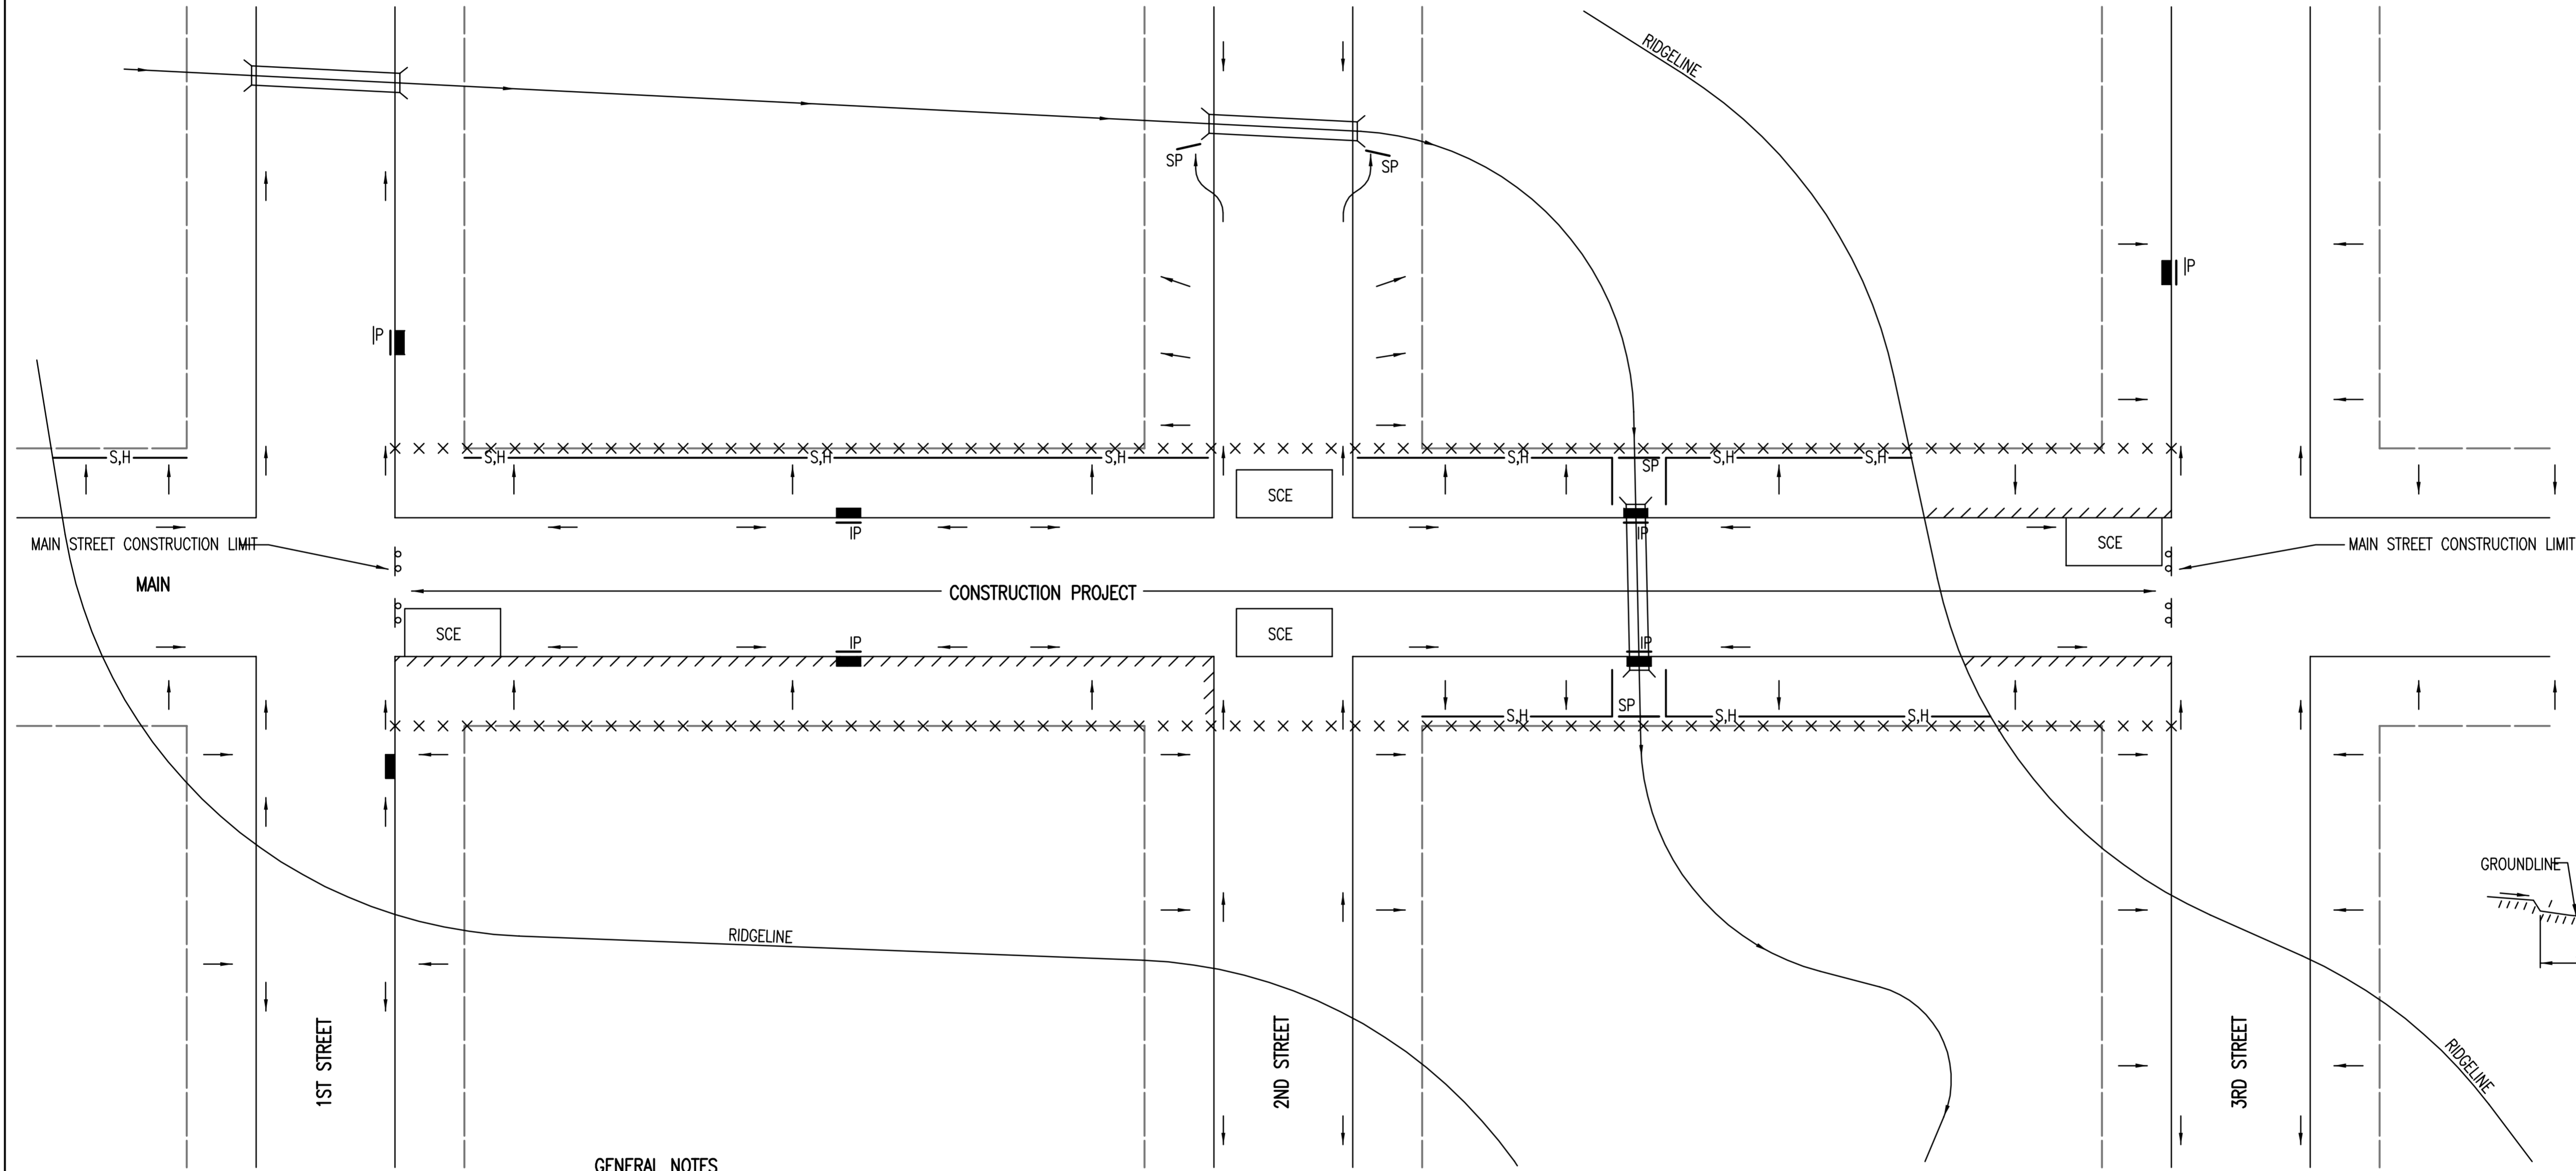 RIDGELINE
SP
SP
IP
IP
S,H
S,H
S,H
S,H
S,H
SP
S,H
S,H
SCE
IP
IP
SCE
MAIN STREET CONSTRUCTION LIMIT
MAIN STREET CONSTRUCTION LIMIT
MAIN
CONSTRUCTION PROJECT
SCE
SCE
IP
IP
S,H
SP
S,H
S,H
GROUNDLINE
RIDGELINE
RIDGELINE
1ST STREET
2ND STREET
3RD STREET
GENERAL NOTES